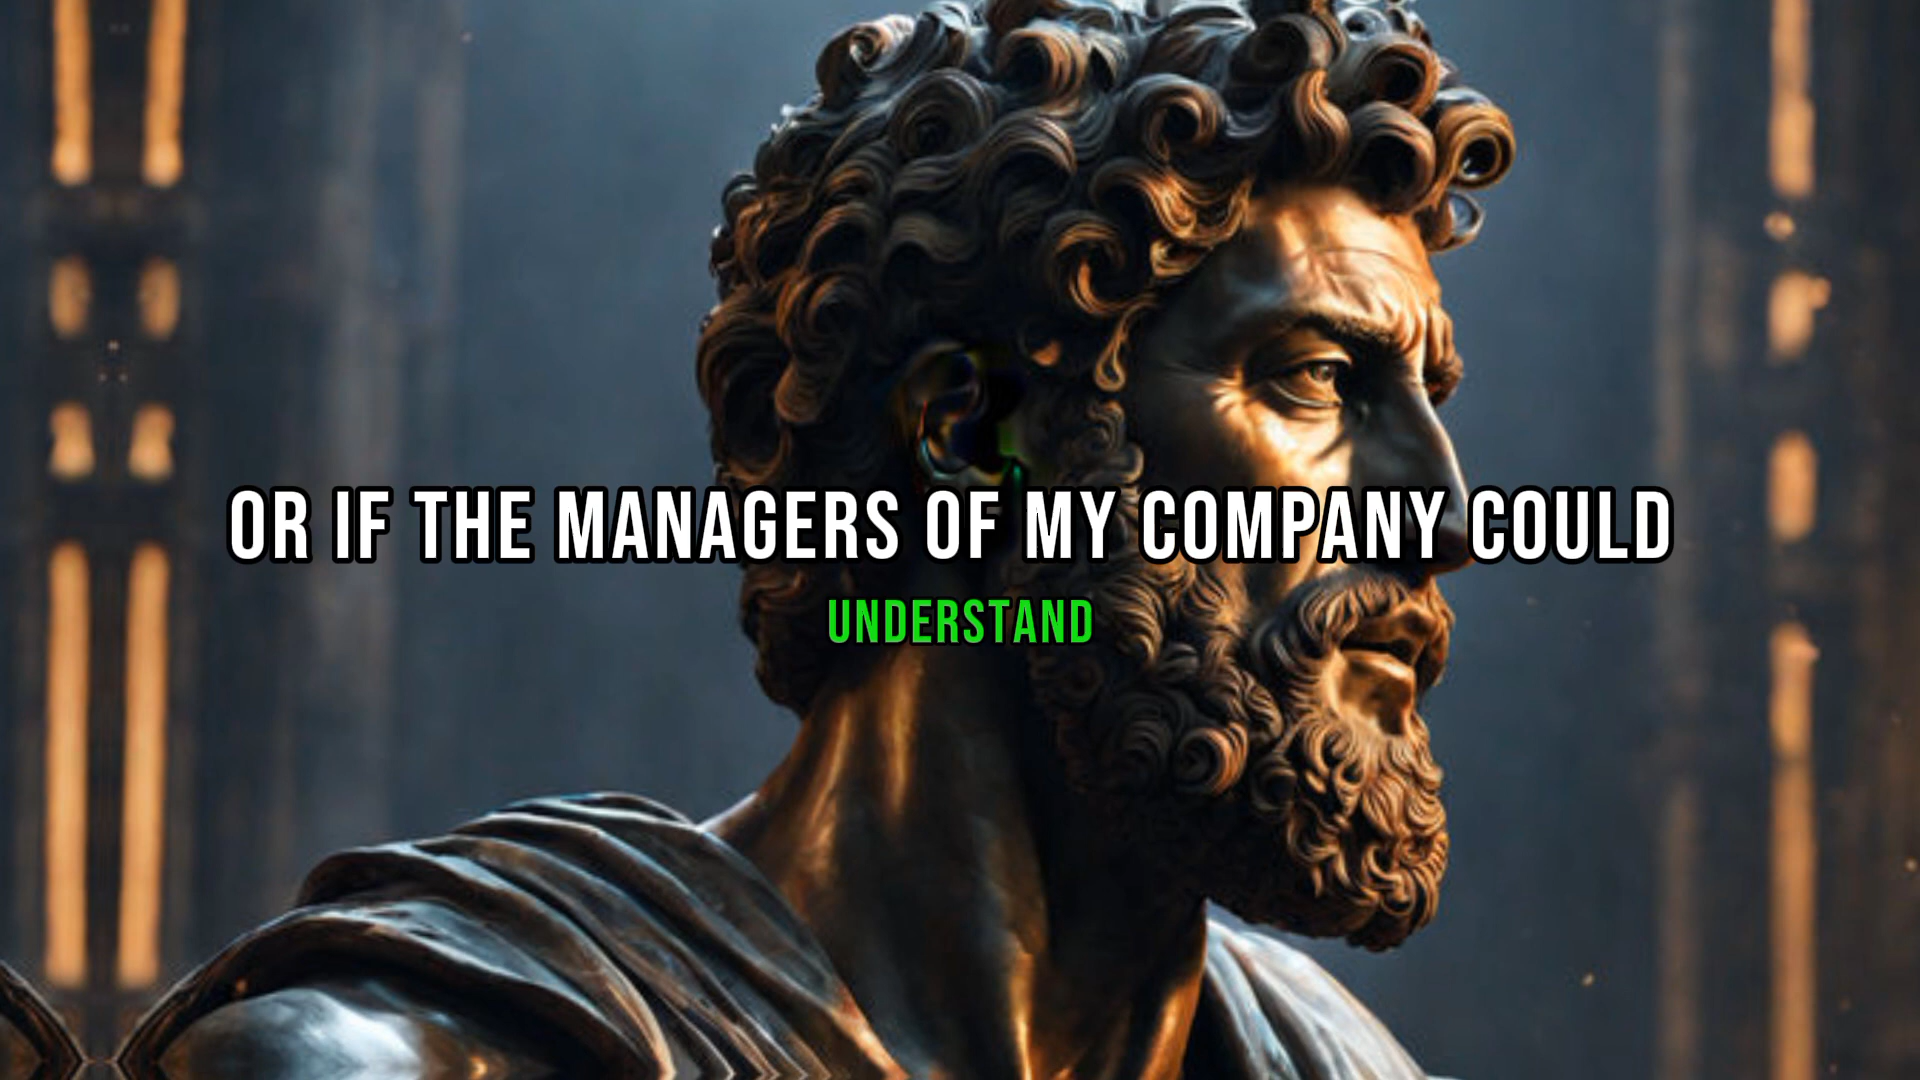 OR IF THE MANAGERS OF MY COMPANY COULD
UNDERSTAND